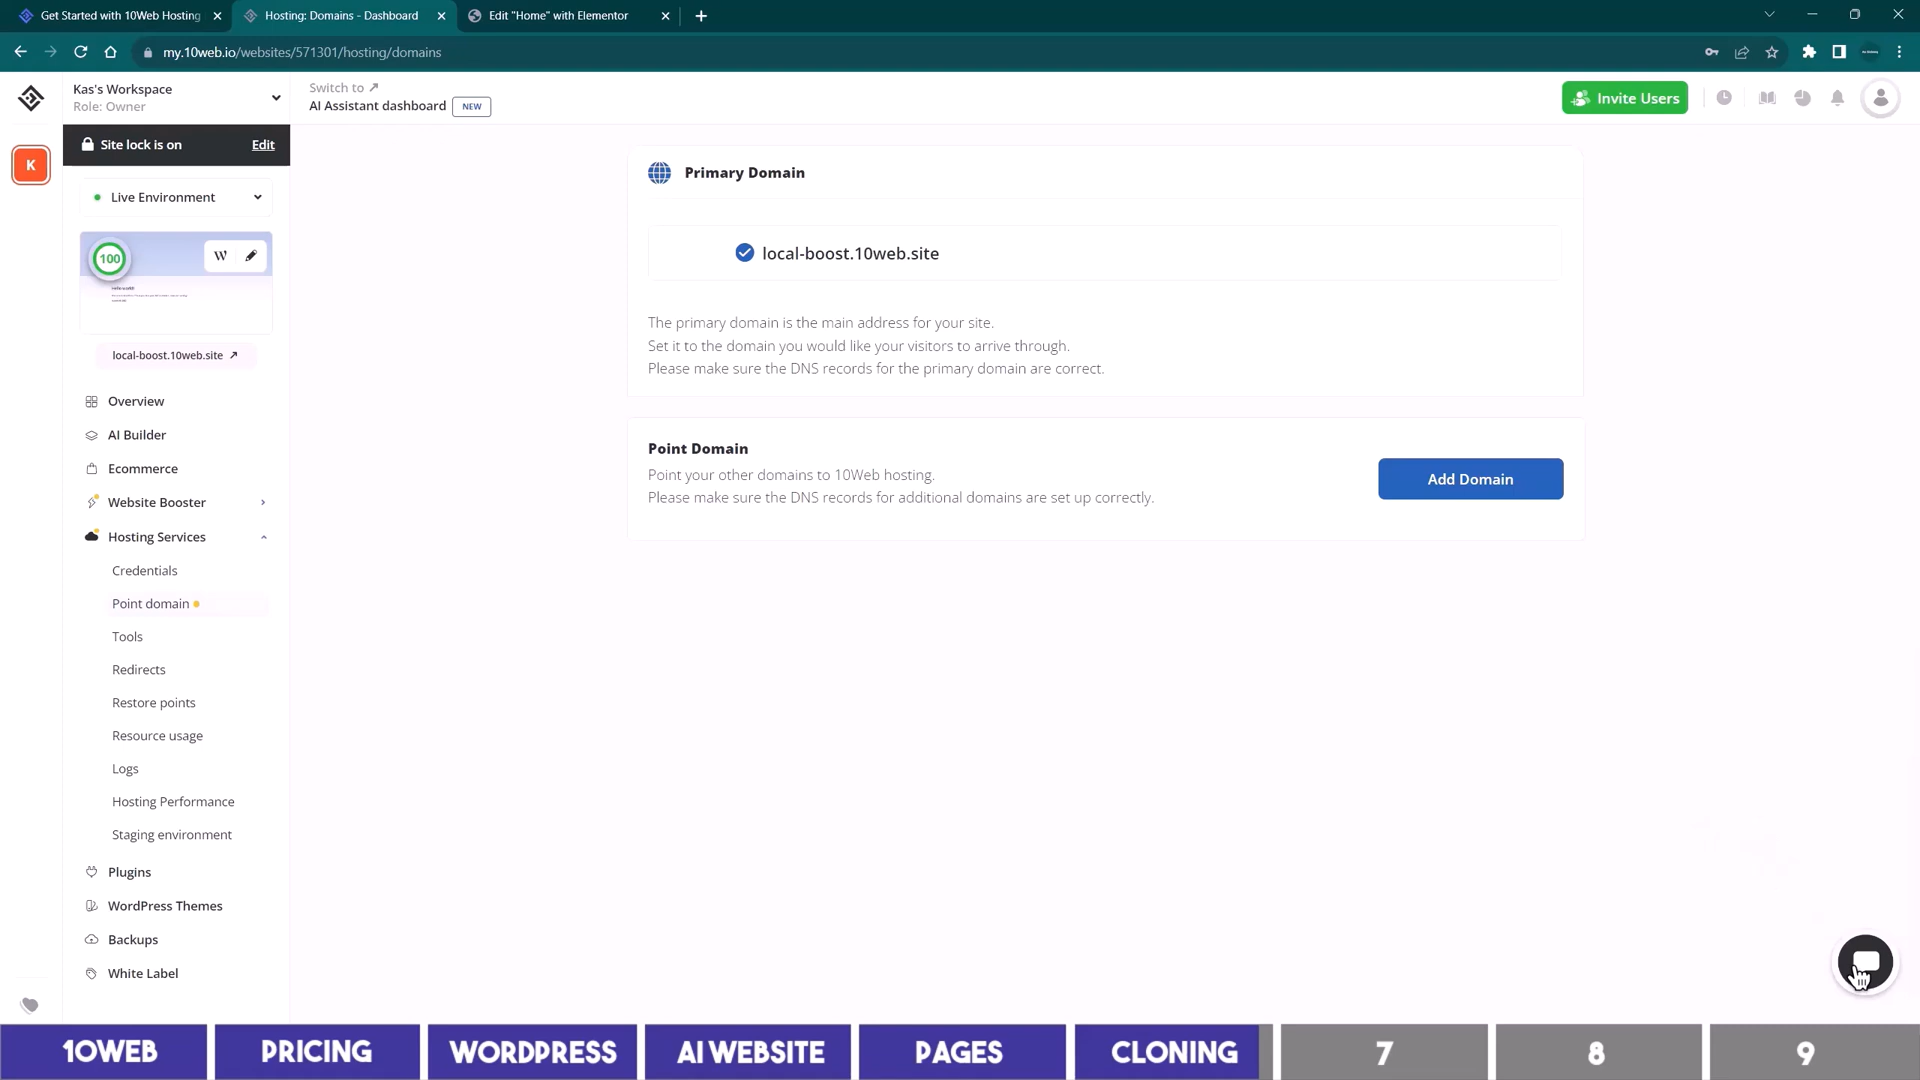 Get Started with 10Web Hosting
Hosting: Domains - Dashboard
Edit "Home" with Elementor
my.10web.io/websites/571301/hosting/domains
Kas's Workspace
Role: Owner
Switch to
AI Assistant dashboard NEW
Invite Users
Site lock is on Edit
K
Live Environment
100
W
local-boost.10web.site
Overview
AI Builder
Ecommerce
Website Booster
Hosting Services
Credentials
Point domain
Tools
Redirects
Restore points
Resource usage
Logs
Hosting Performance
Staging environment
Plugins
WordPress Themes
Backups
White Label
Primary Domain
local-boost.10web.site
The primary domain is the main address for your site.
Set it to the domain you would like your visitors to arrive through.
Please make sure the DNS records for the primary domain are correct.
Point Domain
Point your other domains to 10Web hosting.
Please make sure the DNS records for additional domains are set up correctly.
Add Domain
10WEB PRICING WORDPRESS AI WEBSITE PAGES CLONING 7 8 9